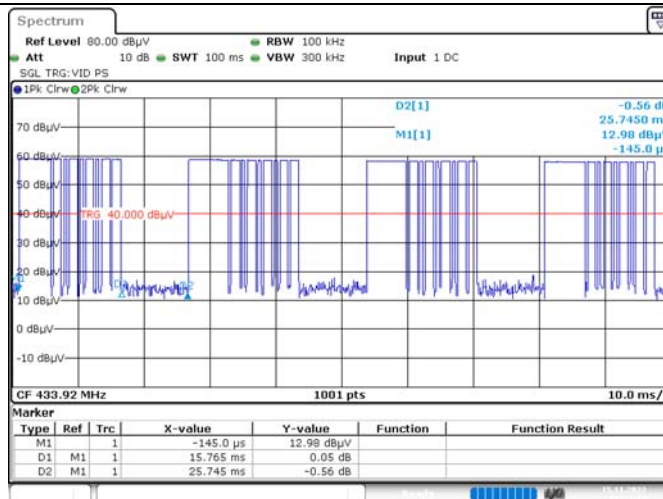 Spectrum
Ref Level 80.00 dBµV RBW 100 kHz
Att 10 dB SWT 100 ms VBW 300 kHz Input 1 DC
SGL TRG:VID PS
1Pk Clrw 2Pk Clrw
D2[1] -0.56 d
25.7450 m
M1[1] 12.98 dBµ
-145.0 µ
70 dBµV
60 dBµV
50 dBµV
40 dBµV TRG 40.000 dBµV
30 dBµV
20 dBµV
10 dBµV
0 dBµV
-10 dBµV
CF 433.92 MHz 1001 pts 10.0 ms/
Marker
Type Ref Trc X-value Y-value Function Function Result
M1 1 -145.0 µs 12.98 dBµV
D1 M1 1 15.765 ms 0.05 dB
D2 M1 1 25.745 ms -0.56 dB